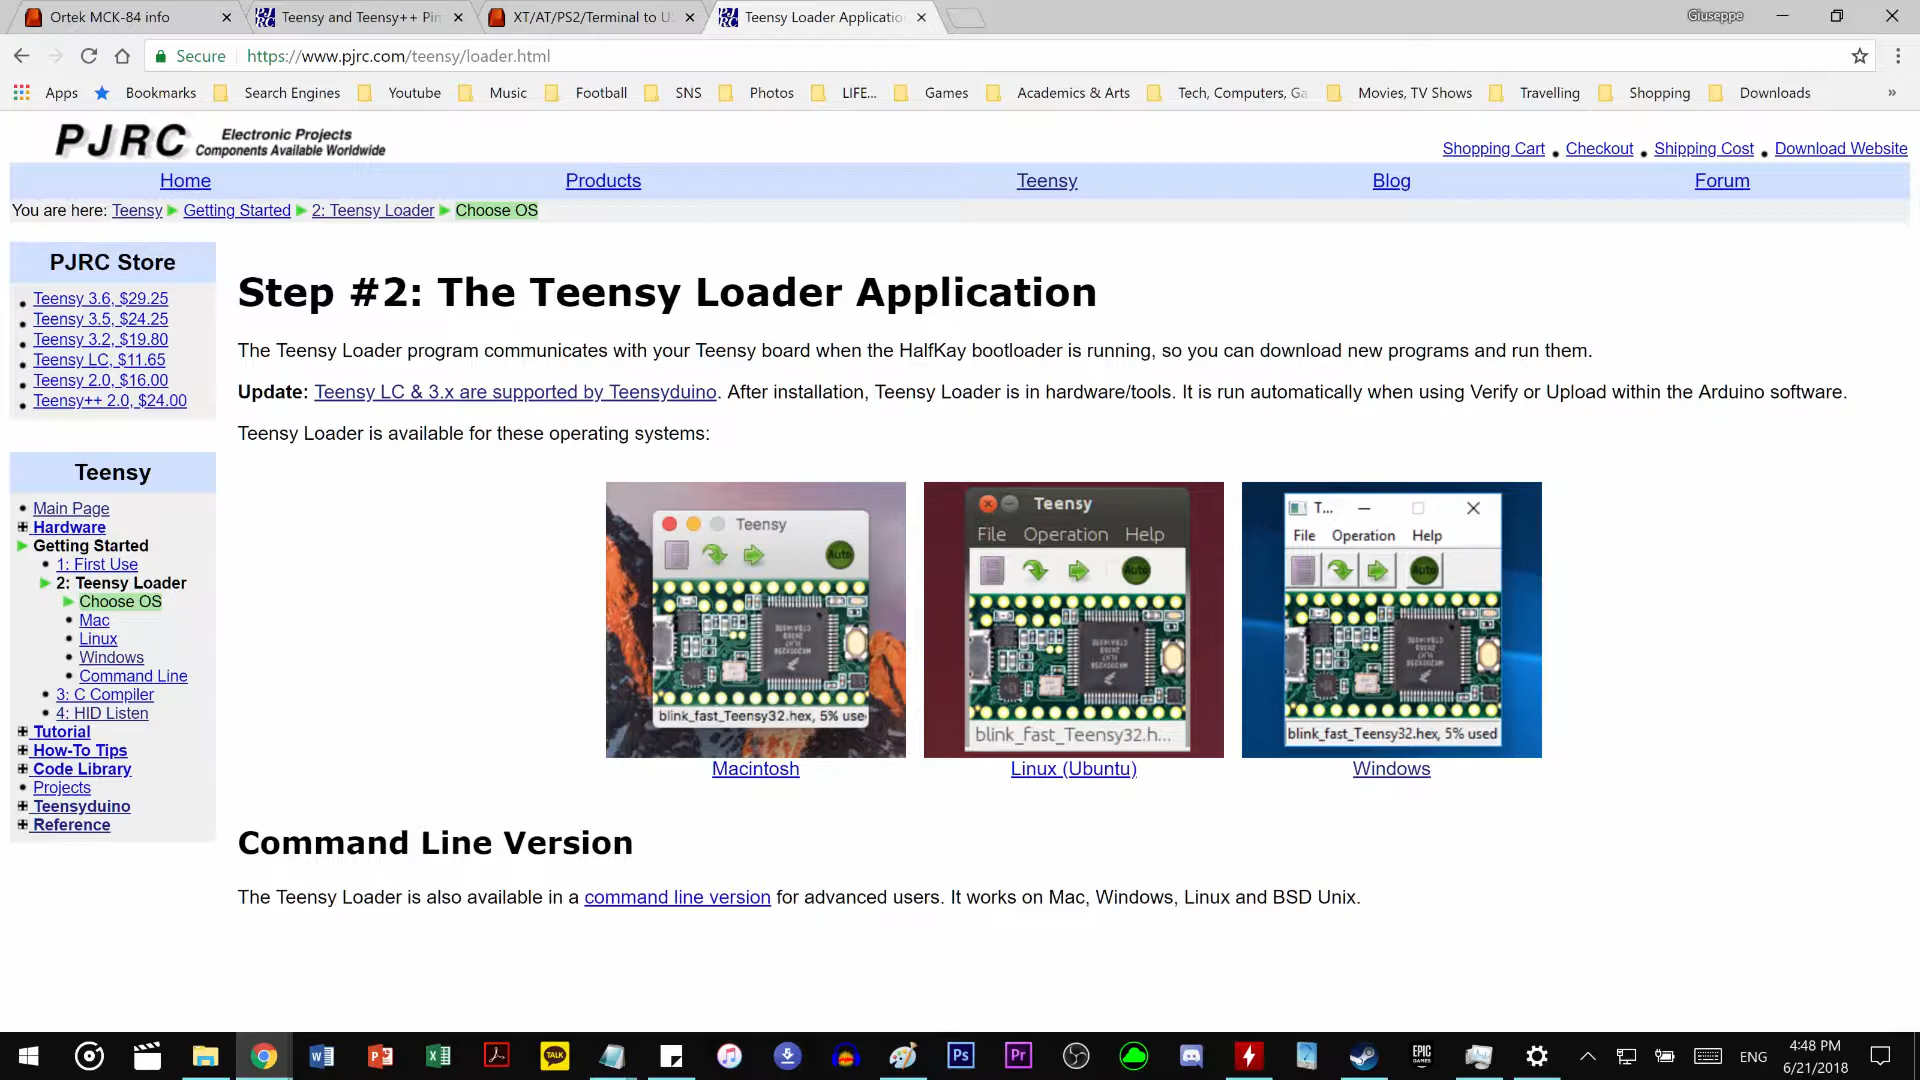 Ortek MCK-84 info
Teensy and Teensy++ Pin
XT/AT/PS2/Terminal to U
Teensy Loader Applicatio
Giuseppe
Secure
https://www.pjrc.com/teensy/loader.html
Apps
Bookmarks
Search Engines
Youtube
Music
Football
SNS
Photos
LIFE...
Games
Academics & Arts
Tech, Computers, Ga
Movies, TV Shows
Travelling
Shopping
Downloads
»
PJRC
Electronic Projects
Components Available Worldwide
Shopping Cart
Checkout
Shipping Cost
Download Website
Home
Products
Teensy
Blog
Forum
You are here: Teensy Getting Started 2: Teensy Loader Choose OS
PJRC Store
Teensy 3.6, $29.25
Teensy 3.5, $24.25
Teensy 3.2, $19.80
Teensy LC, $11.65
Teensy 2.0, $16.00
Teensy++ 2.0, $24.00
Teensy
Main Page
Hardware
Getting Started
1: First Use
2: Teensy Loader
Choose OS
Mac
Linux
Windows
Command Line
3: C Compiler
4: HID Listen
Tutorial
How-To Tips
Code Library
Projects
Teensyduino
Reference
Step #2: The Teensy Loader Application
The Teensy Loader program communicates with your Teensy board when the HalfKay bootloader is running, so you can download new programs and run them.
Update: Teensy LC & 3.x are supported by Teensyduino. After installation, Teensy Loader is in hardware/tools. It is run automatically when using Verify or Upload within the Arduino software.
Teensy Loader is available for these operating systems:
Teensy
Auto
blink_fast_Teensy32.hex, 5% use
Macintosh
Teensy
File Operation Help
Auto
blink_fast_Teensy32.h...
Linux (Ubuntu)
T...
File Operation Help
Auto
blink_fast_Teensy32.hex, 5% used
Windows
Command Line Version
The Teensy Loader is also available in a command line version for advanced users. It works on Mac, Windows, Linux and BSD Unix.
TALK
Ps
Pr
EPIC
GAMES
ENG
4:48 PM
6/21/2018